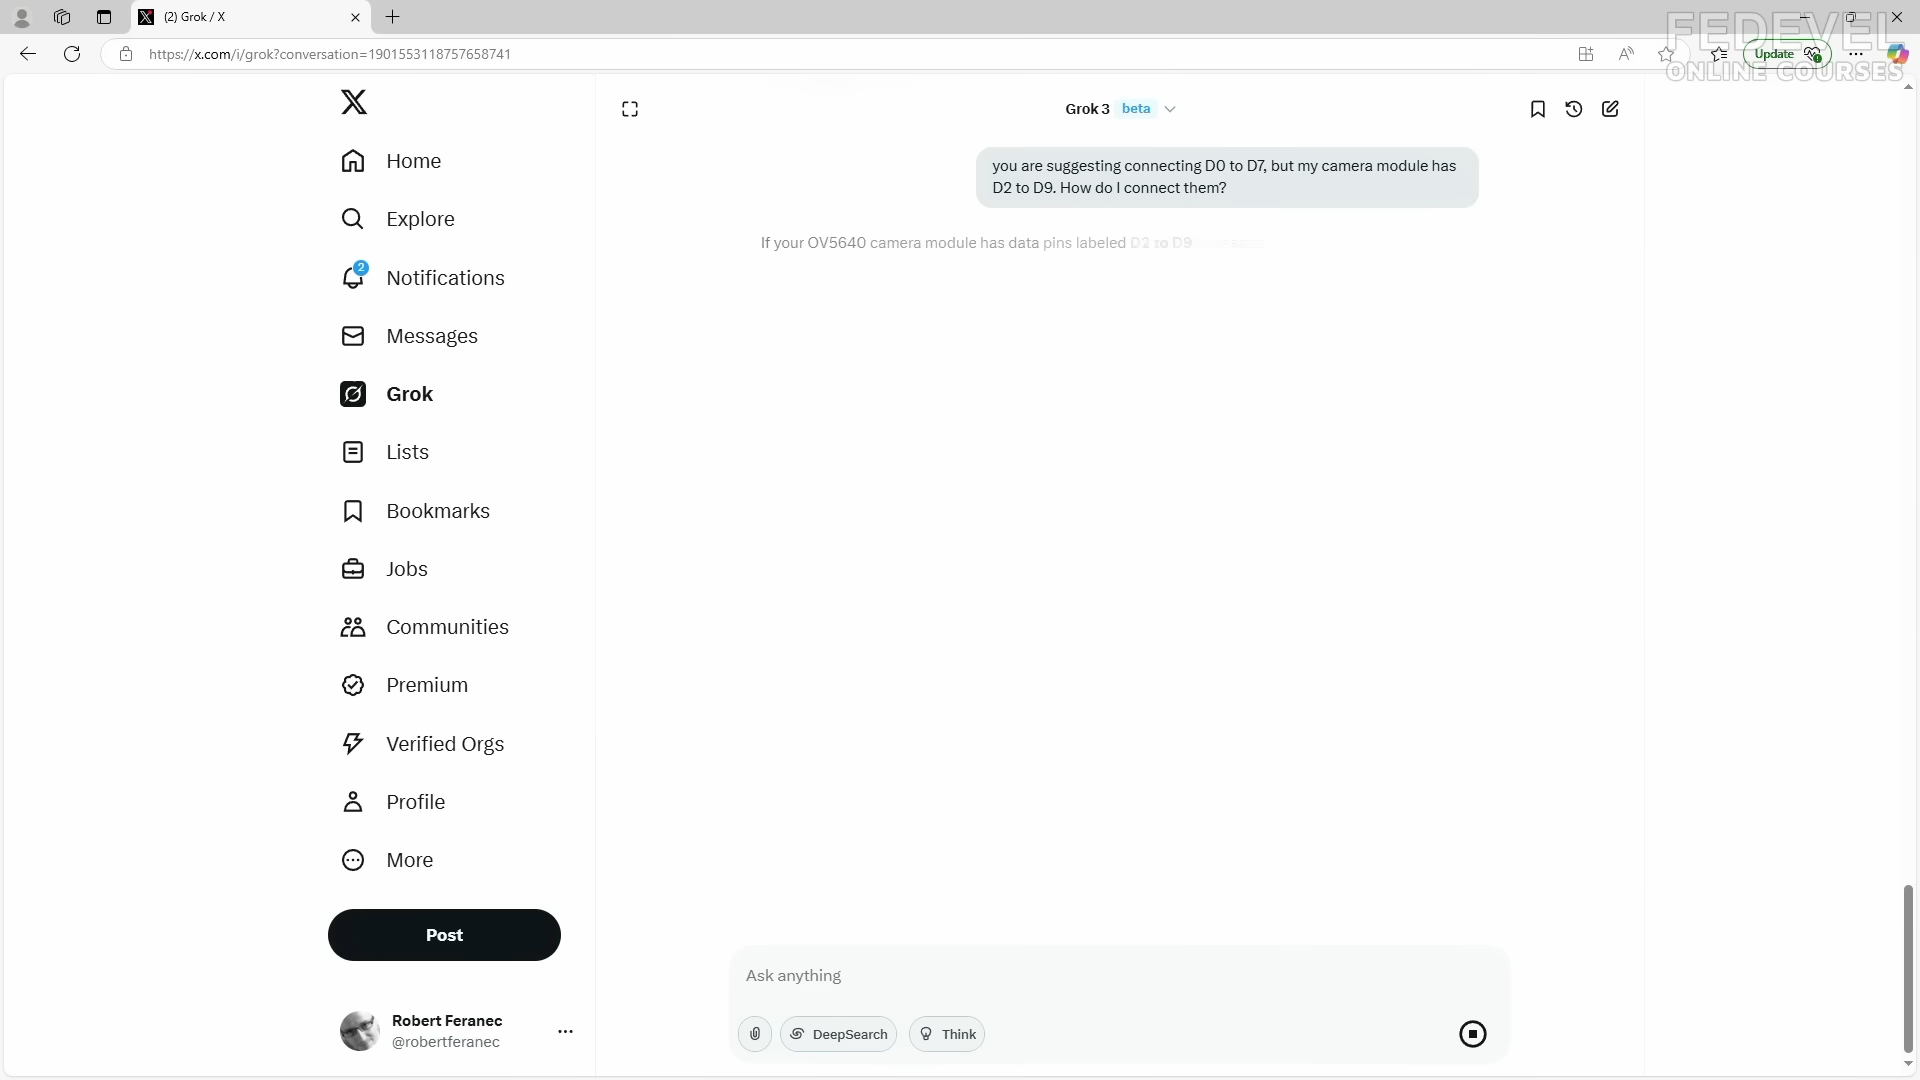 (2) Grok / X
FEDEVEL
ONLINE COURSES
https://x.com/i/grok?conversation=1901553118757658741
Update
Grok 3 beta
Home
Explore
2
Notifications
Messages
Grok
Lists
Bookmarks
Jobs
Communities
Premium
Verified Orgs
Profile
More
Post
Robert Feranec
@robertferanec
you are suggesting connecting D0 to D7, but my camera module has
D2 to D9. How do I connect them?
If your OV5640 camera module has data pins labeled D2 to D9
Ask anything
DeepSearch
Think